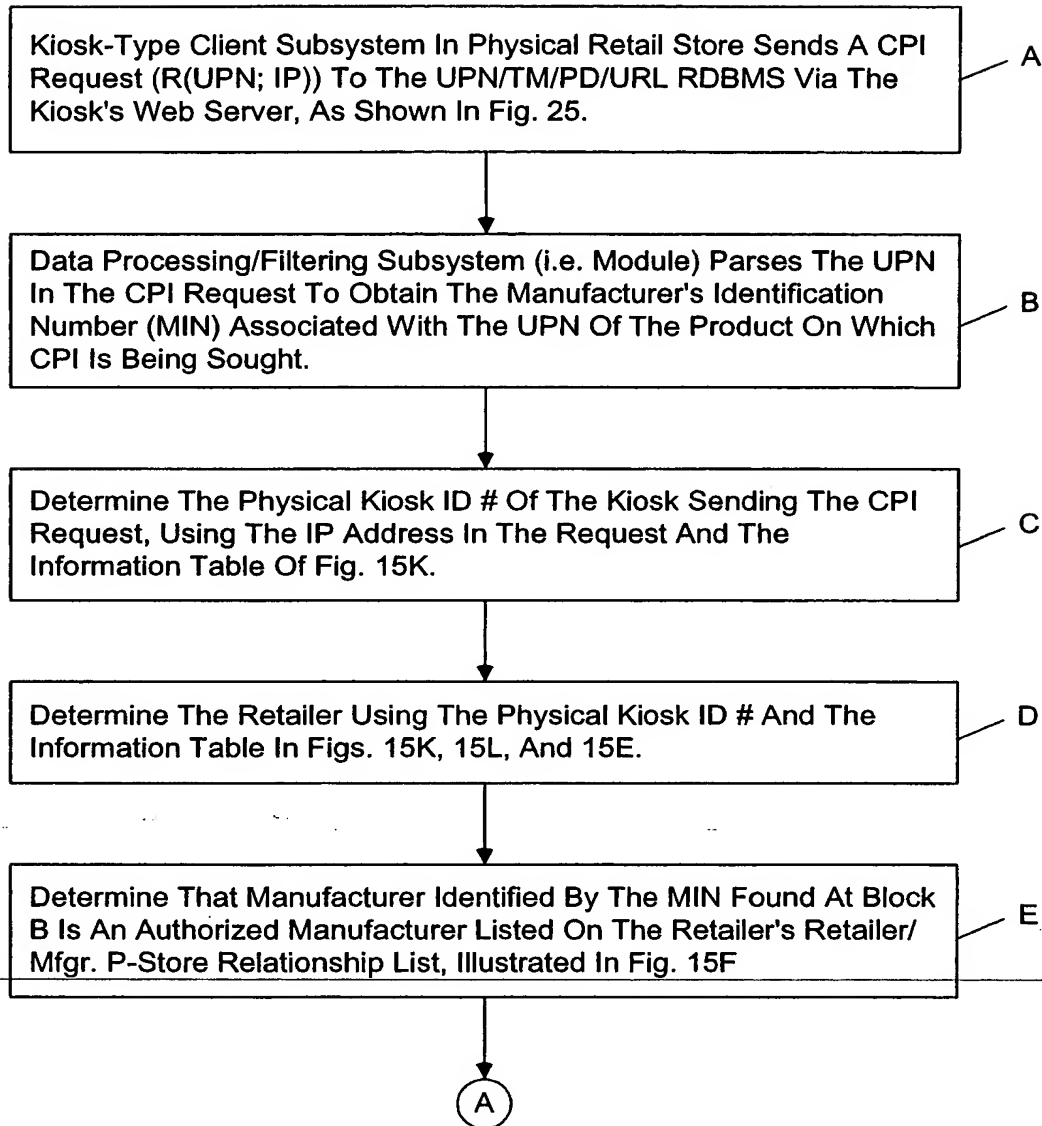 Kiosk-Type Client Subsystem In Physical Retail Store Sends A CPI
Request (R(UPN; IP)) To The UPN/TM/PD/URL RDBMS Via The
Kiosk's Web Server, As Shown In Fig. 25.
A
Data Processing/Filtering Subsystem (i.e. Module) Parses The UPN
In The CPI Request To Obtain The Manufacturer's Identification
Number (MIN) Associated With The UPN Of The Product On Which
CPI Is Being Sought.
B
Determine The Physical Kiosk ID # Of The Kiosk Sending The CPI
Request, Using The IP Address In The Request And The
Information Table Of Fig. 15K.
C
Determine The Retailer Using The Physical Kiosk ID # And The
Information Table In Figs. 15K, 15L, And 15E.
D
Determine That Manufacturer Identified By The MIN Found At Block
B Is An Authorized Manufacturer Listed On The Retailer's Retailer/
Mfgr. P-Store Relationship List, Illustrated In Fig. 15F
E
A